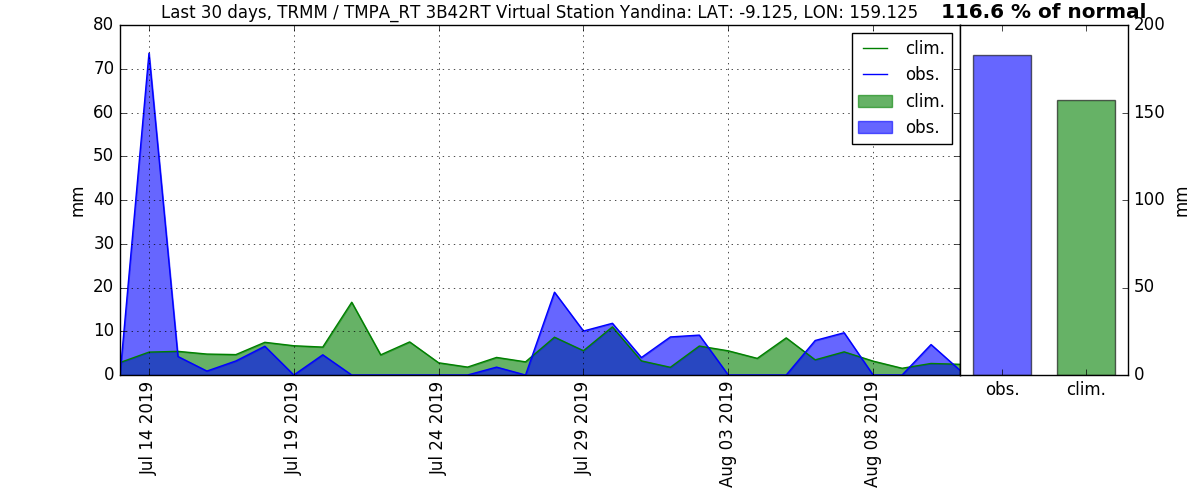 Last 30 days, TRMM / TMPA_RT 3B42RT Virtual Station Yandina: LAT: -9.125, LON: 159.125
116.6 % of normal
80
70
60
50
40
30
20
10
0
mm
clim.
obs.
clim.
obs.
200
150
100
50
0
mm
Jul 14 2019
Jul 19 2019
Jul 24 2019
Jul 29 2019
Aug 03 2019
Aug 08 2019
obs.
clim.